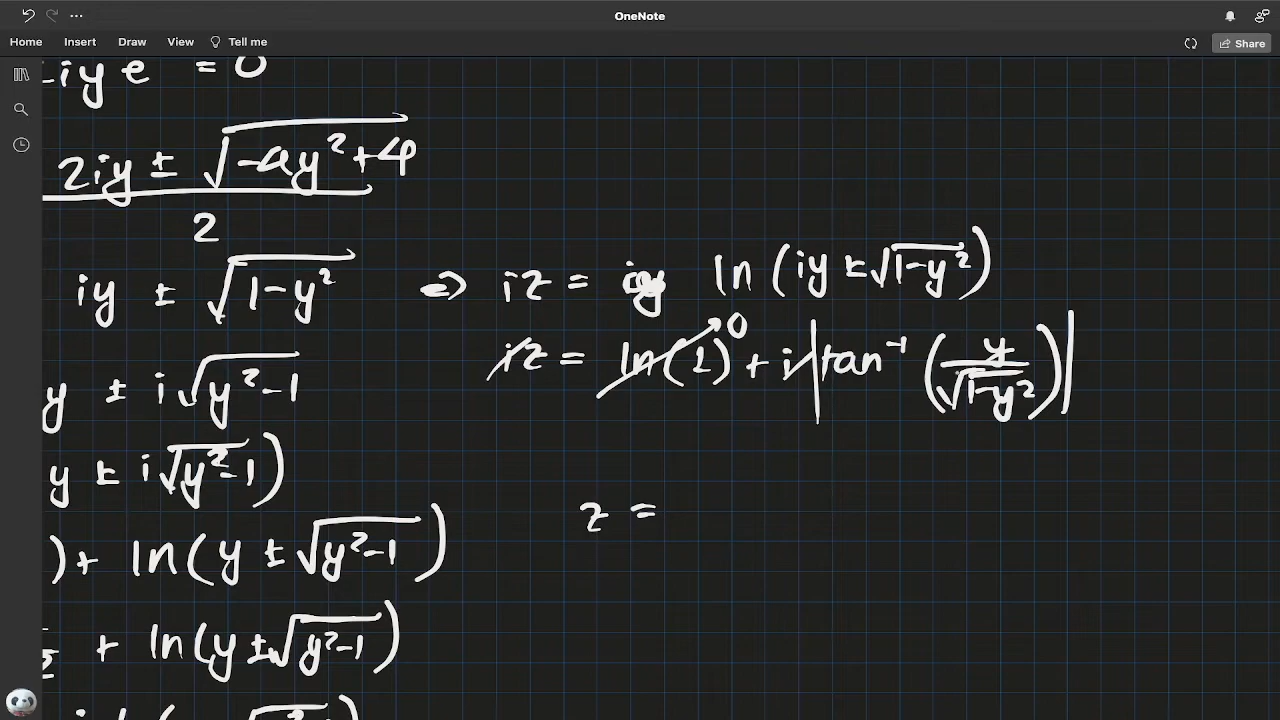 OneNote
Home Insert Draw View Tell me Share
iy e = 0
2iy ± √(-4y² + 4)
2
iy ± √(1-y²) => iz = ln(iy ± √(1-y²))
iz = ln(1) → 0 + i |tan⁻¹(y/√(1-y²))|
y ± i√(y²-1)
y ± i√(y²-1))
z =
) + ln(y ± √(y²-1))
+ ln(y ± √(y²-1))